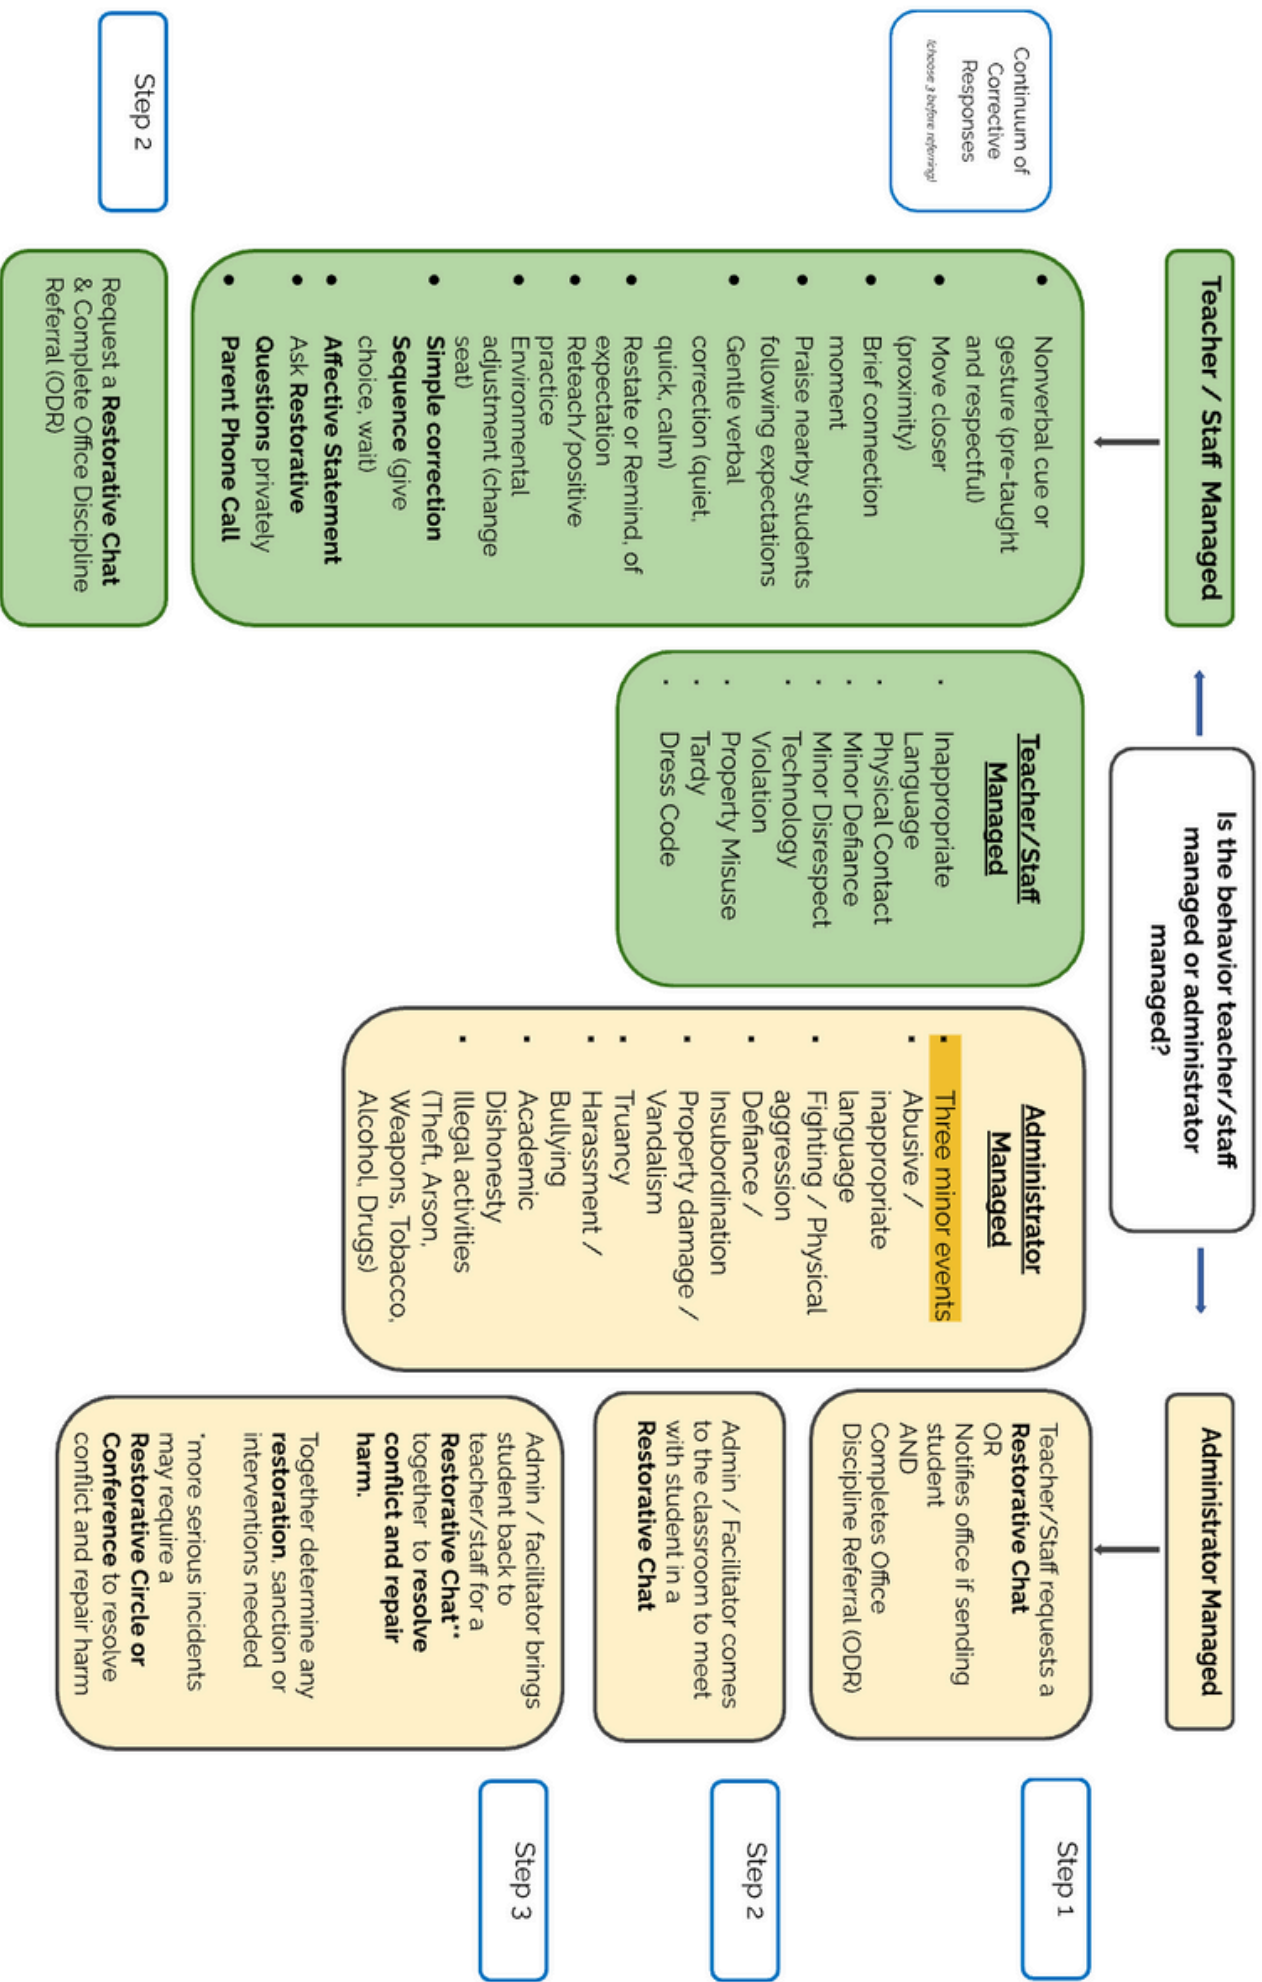 Is the behavior teacher/staff
managed or administrator
managed?
Teacher / Staff Managed
Administrator Managed
Continuum of
Corrective
Responses
(choose 3 before referring)
• Nonverbal cue or
gesture (pre-taught
and respectful)
• Move closer
(proximity)
• Brief connection
moment
• Praise nearby students
following expectations
• Gentle verbal
correction (quiet,
quick, calm)
• Restate or Remind, of
expectation
• Reteach/positive
practice
• Environmental
adjustment (change
seat)
• Simple correction
Sequence (give
choice, wait)
• Affective Statement
• Ask Restorative
Questions privately
• Parent Phone Call
Step 2
Request a Restorative Chat
& Complete Office Discipline
Referral (ODR)
Teacher/Staff
Managed
• Inappropriate
Language
• Physical Contact
• Minor Defiance
• Minor Disrespect
• Technology
Violation
• Property Misuse
• Tardy
• Dress Code
Administrator
Managed
▪ Three minor events
▪ Abusive /
inappropriate
language
▪ Fighting / Physical
aggression
▪ Defiance /
Insubordination
▪ Property damage /
Vandalism
▪ Truancy
▪ Harassment /
Bullying
▪ Academic
Dishonesty
▪ Illegal activities
(Theft, Arson,
Weapons, Tobacco,
Alcohol, Drugs)
Teacher/Staff requests a
Restorative Chat
OR
Notifies office if sending
student
AND
Completes Office
Discipline Referral (ODR)
Step 1
Admin / Facilitator comes
to the classroom to meet
with student in a
Restorative Chat
Step 2
Admin / facilitator brings
student back to
teacher/staff for a
Restorative Chat**
together to resolve
conflict and repair
harm.
Together determine any
restoration, sanction or
interventions needed
*more serious incidents
may require a
Restorative Circle or
Conference to resolve
conflict and repair harm
Step 3